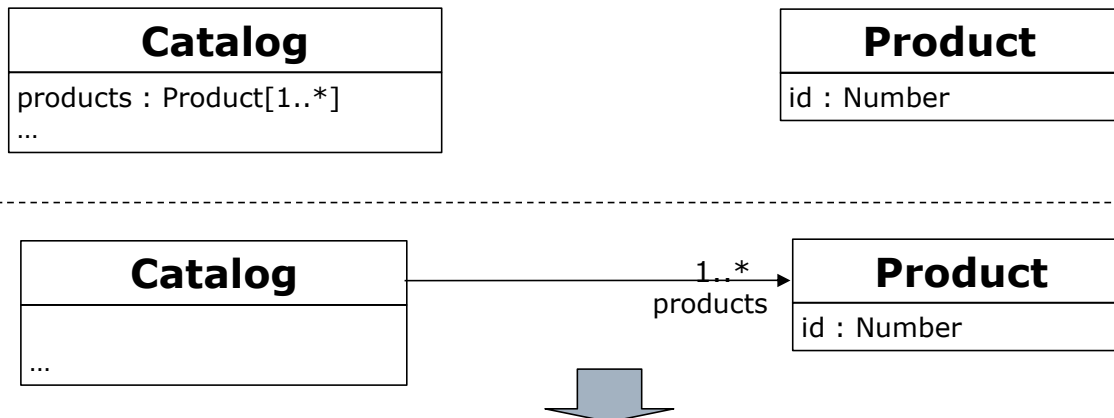 Catalog
products : Product[1..*]
…
Product
id : Number
Catalog
…
1..*
products
Product
id : Number